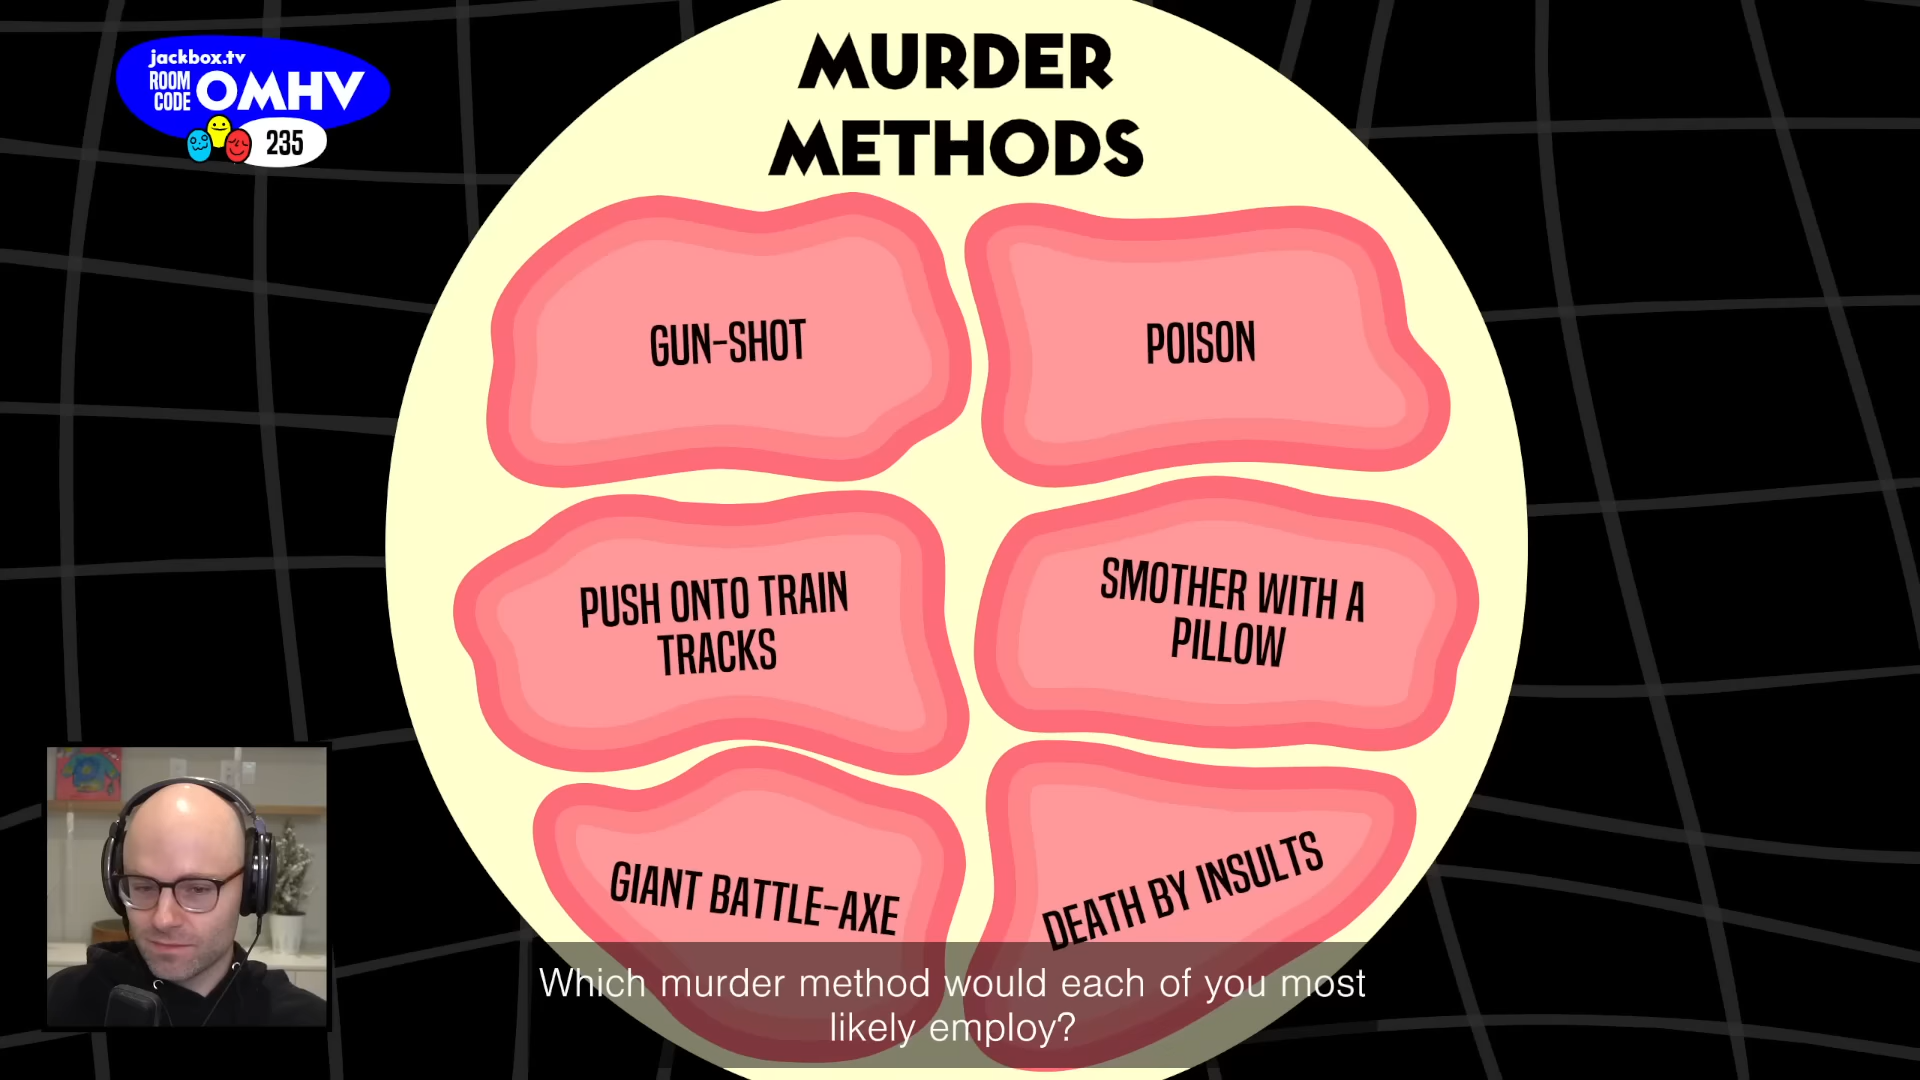 jackbox.tv
ROOM
CODE
OMHV
235
MURDER
METHODS
GUN-SHOT
POISON
PUSH ONTO TRAIN
TRACKS
SMOTHER WITH A
PILLOW
GIANT BATTLE-AXE
DEATH BY INSULTS
Which murder method would each of you most
likely employ?